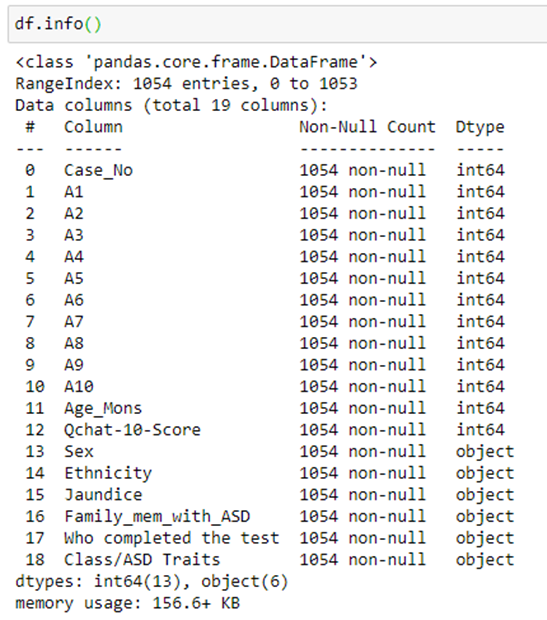 df.info()
<class 'pandas.core.frame.DataFrame'>
RangeIndex: 1054 entries, 0 to 1053
Data columns (total 19 columns):
 #   Column                  Non-Null Count  Dtype
---  ------                  --------------  -----
 0   Case_No                 1054 non-null   int64
 1   A1                      1054 non-null   int64
 2   A2                      1054 non-null   int64
 3   A3                      1054 non-null   int64
 4   A4                      1054 non-null   int64
 5   A5                      1054 non-null   int64
 6   A6                      1054 non-null   int64
 7   A7                      1054 non-null   int64
 8   A8                      1054 non-null   int64
 9   A9                      1054 non-null   int64
 10  A10                     1054 non-null   int64
 11  Age_Mons                1054 non-null   int64
 12  Qchat-10-Score          1054 non-null   int64
 13  Sex                     1054 non-null   object
 14  Ethnicity               1054 non-null   object
 15  Jaundice                1054 non-null   object
 16  Family_mem_with_ASD     1054 non-null   object
 17  Who completed the test  1054 non-null   object
 18  Class/ASD Traits        1054 non-null   object
dtypes: int64(13), object(6)
memory usage: 156.6+ KB